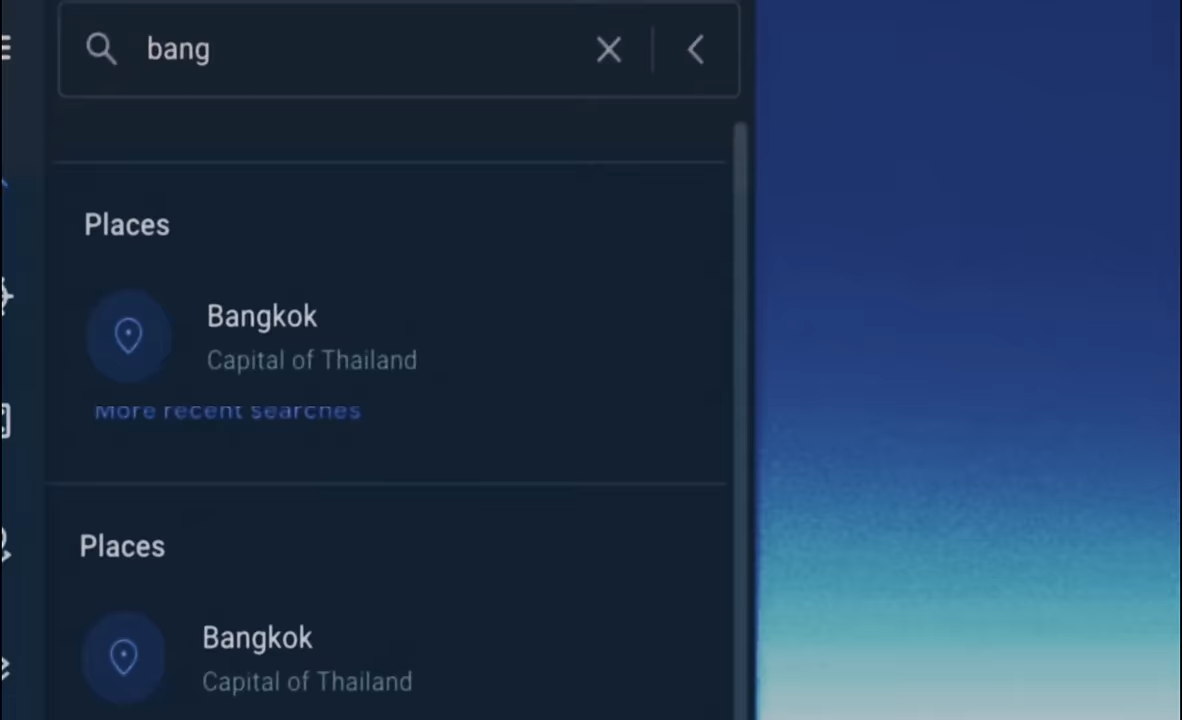 bang
Places
Bangkok
Capital of Thailand
More recent searches
Places
Bangkok
Capital of Thailand